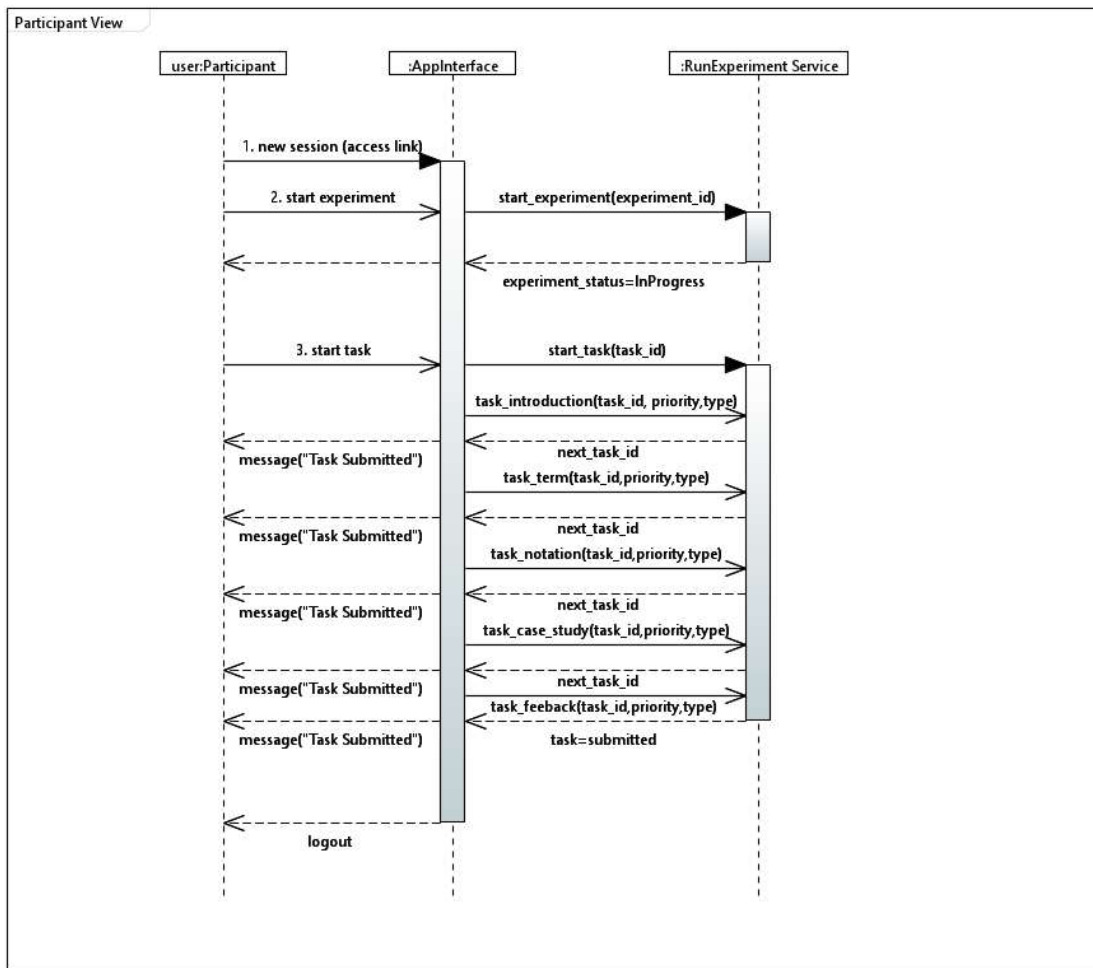 Participant View
user:Participant
:AppInterface
:RunExperiment Service
1. new session (access link)
2. start experiment
start_experiment(experiment_id)
experiment_status=InProgress
3. start task
start_task(task_id)
task_introduction(task_id, priority,type)
next_task_id
message("Task Submitted")
task_term(task_id,priority,type)
next_task_id
message("Task Submitted")
task_notation(task_id,priority,type)
next_task_id
message("Task Submitted")
task_case_study(task_id,priority,type)
next_task_id
message("Task Submitted")
task_feeback(task_id,priority,type)
message("Task Submitted")
task=submitted
logout